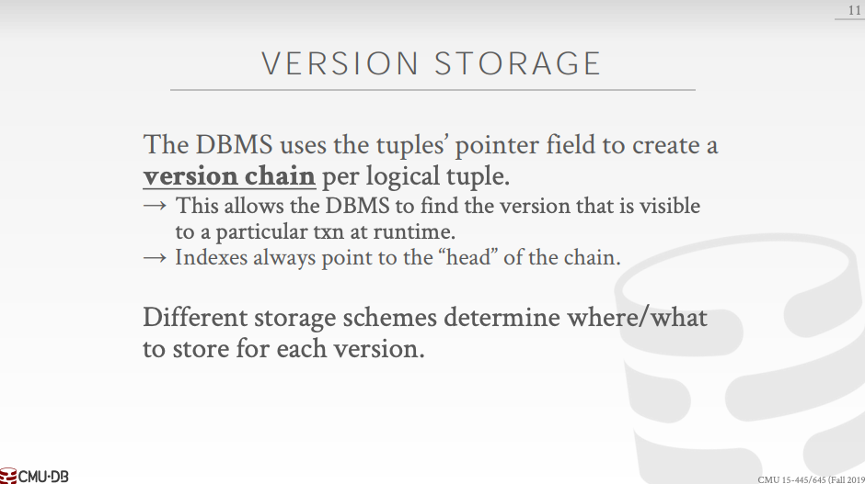 11
VERSION STORAGE
The DBMS uses the tuples’ pointer field to create a
version chain per logical tuple.
→ This allows the DBMS to find the version that is visible
to a particular txn at runtime.
→ Indexes always point to the “head” of the chain.
Different storage schemes determine where/what
to store for each version.
CMU·DB
CMU 15-445/645 (Fall 2019